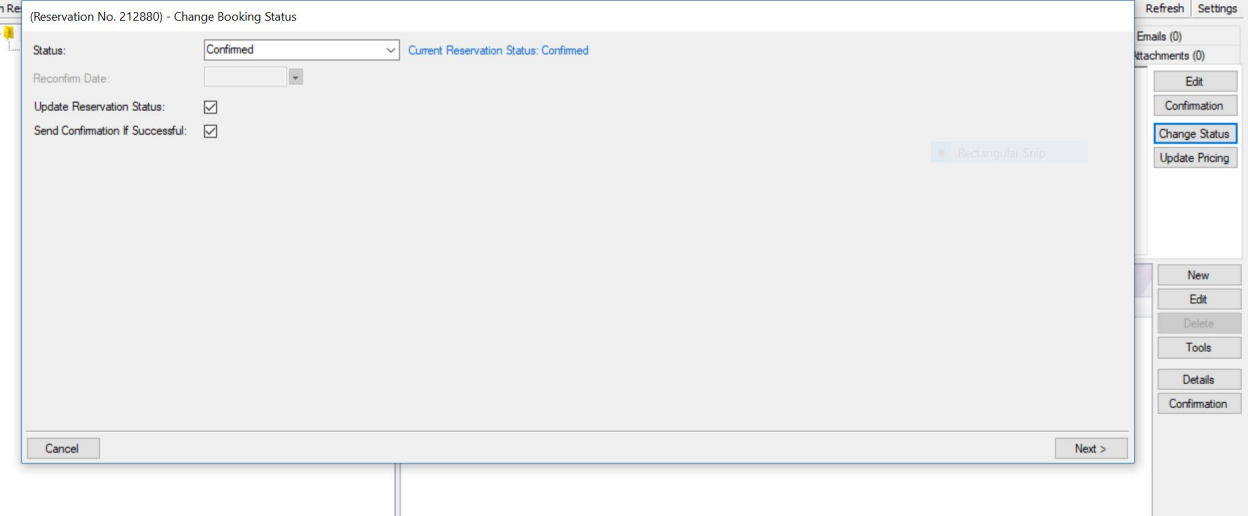 n Re
Refresh Settings
(Reservation No. 212880) - Change Booking Status
Emails (0)
Status: Confirmed Current Reservation Status: Confirmed
Attachments (0)
Reconfirm Date:
Edit
Update Reservation Status:
Confirmation
Send Confirmation If Successful:
Change Status
Rectangular Snip
Update Pricing
New
Edit
Delete
Tools
Details
Confirmation
Cancel Next >